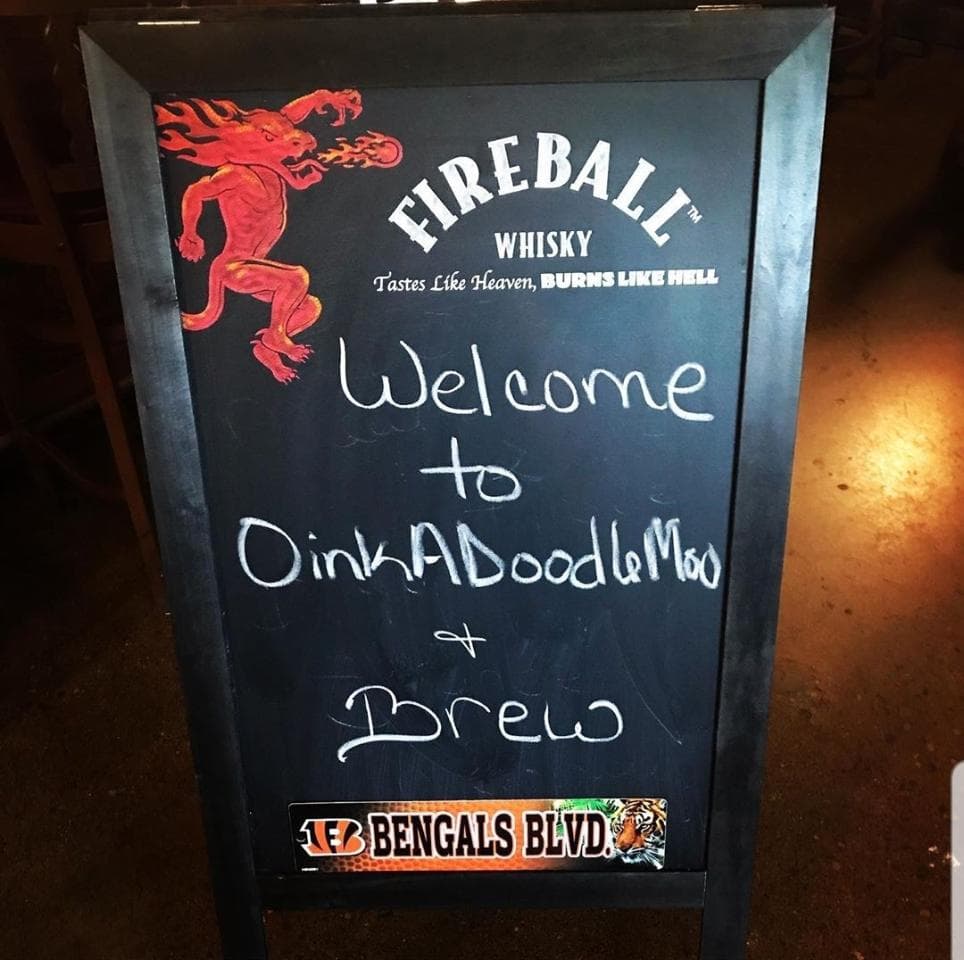 FIREBALL™
WHISKY
Tastes Like Heaven, BURNS LIKE HELL
Welcome
to
OinkADoodleMoo
+
Brew
B BENGALS BLVD.